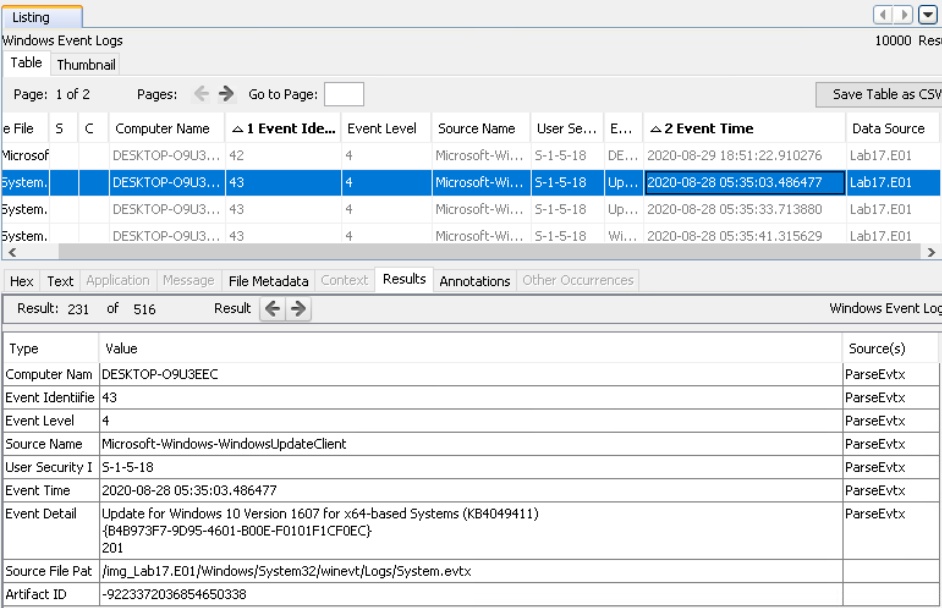 Listing
Windows Event Logs
10000 Resu
Table Thumbnail
Page: 1 of 2 Pages: Go to Page: Save Table as CSV
e File S C Computer Name 1 Event Ide... Event Level Source Name User Se... E... 2 Event Time Data Source
Microsof DESKTOP-O9U3... 42 4 Microsoft-Wi... S-1-5-18 DE... 2020-08-29 18:51:22.910276 Lab17.E01
System. DESKTOP-O9U3... 43 4 Microsoft-Wi... S-1-5-18 Up... 2020-08-28 05:35:03.486477 Lab17.E01
System. DESKTOP-O9U3... 43 4 Microsoft-Wi... S-1-5-18 Up... 2020-08-28 05:35:33.713880 Lab17.E01
System. DESKTOP-O9U3... 43 4 Microsoft-Wi... S-1-5-18 Wi... 2020-08-28 05:35:41.315629 Lab17.E01
Hex Text Application Message File Metadata Context Results Annotations Other Occurrences
Result: 231 of 516 Result Windows Event Log
Type Value Source(s)
Computer Nam DESKTOP-O9U3EEC ParseEvtx
Event Identiifie 43 ParseEvtx
Event Level 4 ParseEvtx
Source Name Microsoft-Windows-WindowsUpdateClient ParseEvtx
User Security I S-1-5-18 ParseEvtx
Event Time 2020-08-28 05:35:03.486477 ParseEvtx
Event Detail Update for Windows 10 Version 1607 for x64-based Systems (KB4049411) ParseEvtx
{B4B973F7-9D95-4601-B00E-F0101F1CF0EC}
201
Source File Pat /img_Lab17.E01/Windows/System32/winevt/Logs/System.evtx
Artifact ID -9223372036854650338